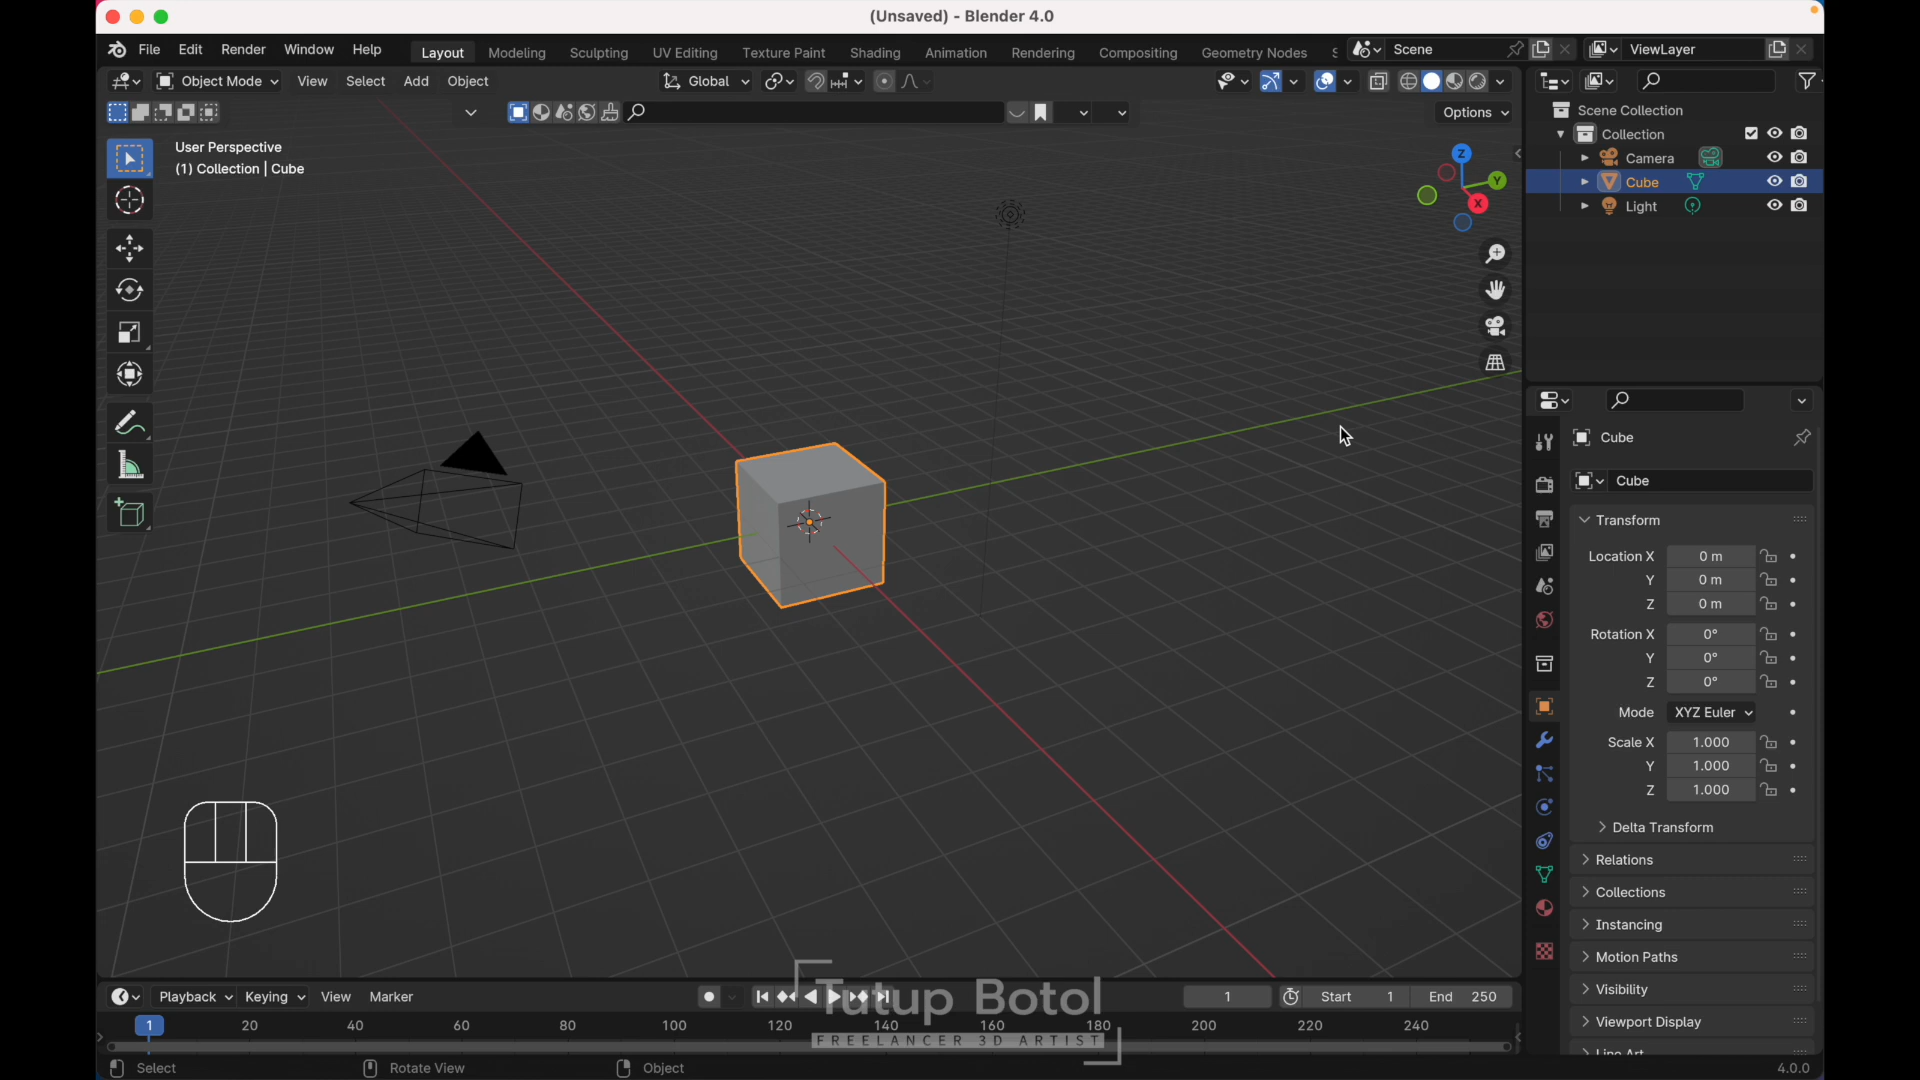 (Unsaved) - Blender 4.0
File Edit Render Window Help Layout Modeling Sculpting UV Editing Texture Paint Shading Animation Rendering Compositing Geometry Nodes S Scene ViewLayer
Object Mode View Select Add Object Global
Options
User Perspective
(1) Collection | Cube
Z
Y
X
Scene Collection
Collection
Camera
Cube
Light
Cube
Cube
Transform
Location X 0 m
Y 0 m
Z 0 m
Rotation X 0°
Y 0°
Z 0°
Mode XYZ Euler
Scale X 1.000
Y 1.000
Z 1.000
Delta Transform
Relations
Collections
Instancing
Motion Paths
Visibility
Viewport Display
Line Art
Playback Keying View Marker 1 Start 1 End 250
1 20 40 60 80 100 120 140 160 180 200 220 240
Tutup Botol
FREELANCER 3D ARTIST
Select Rotate View Object 4.0.0